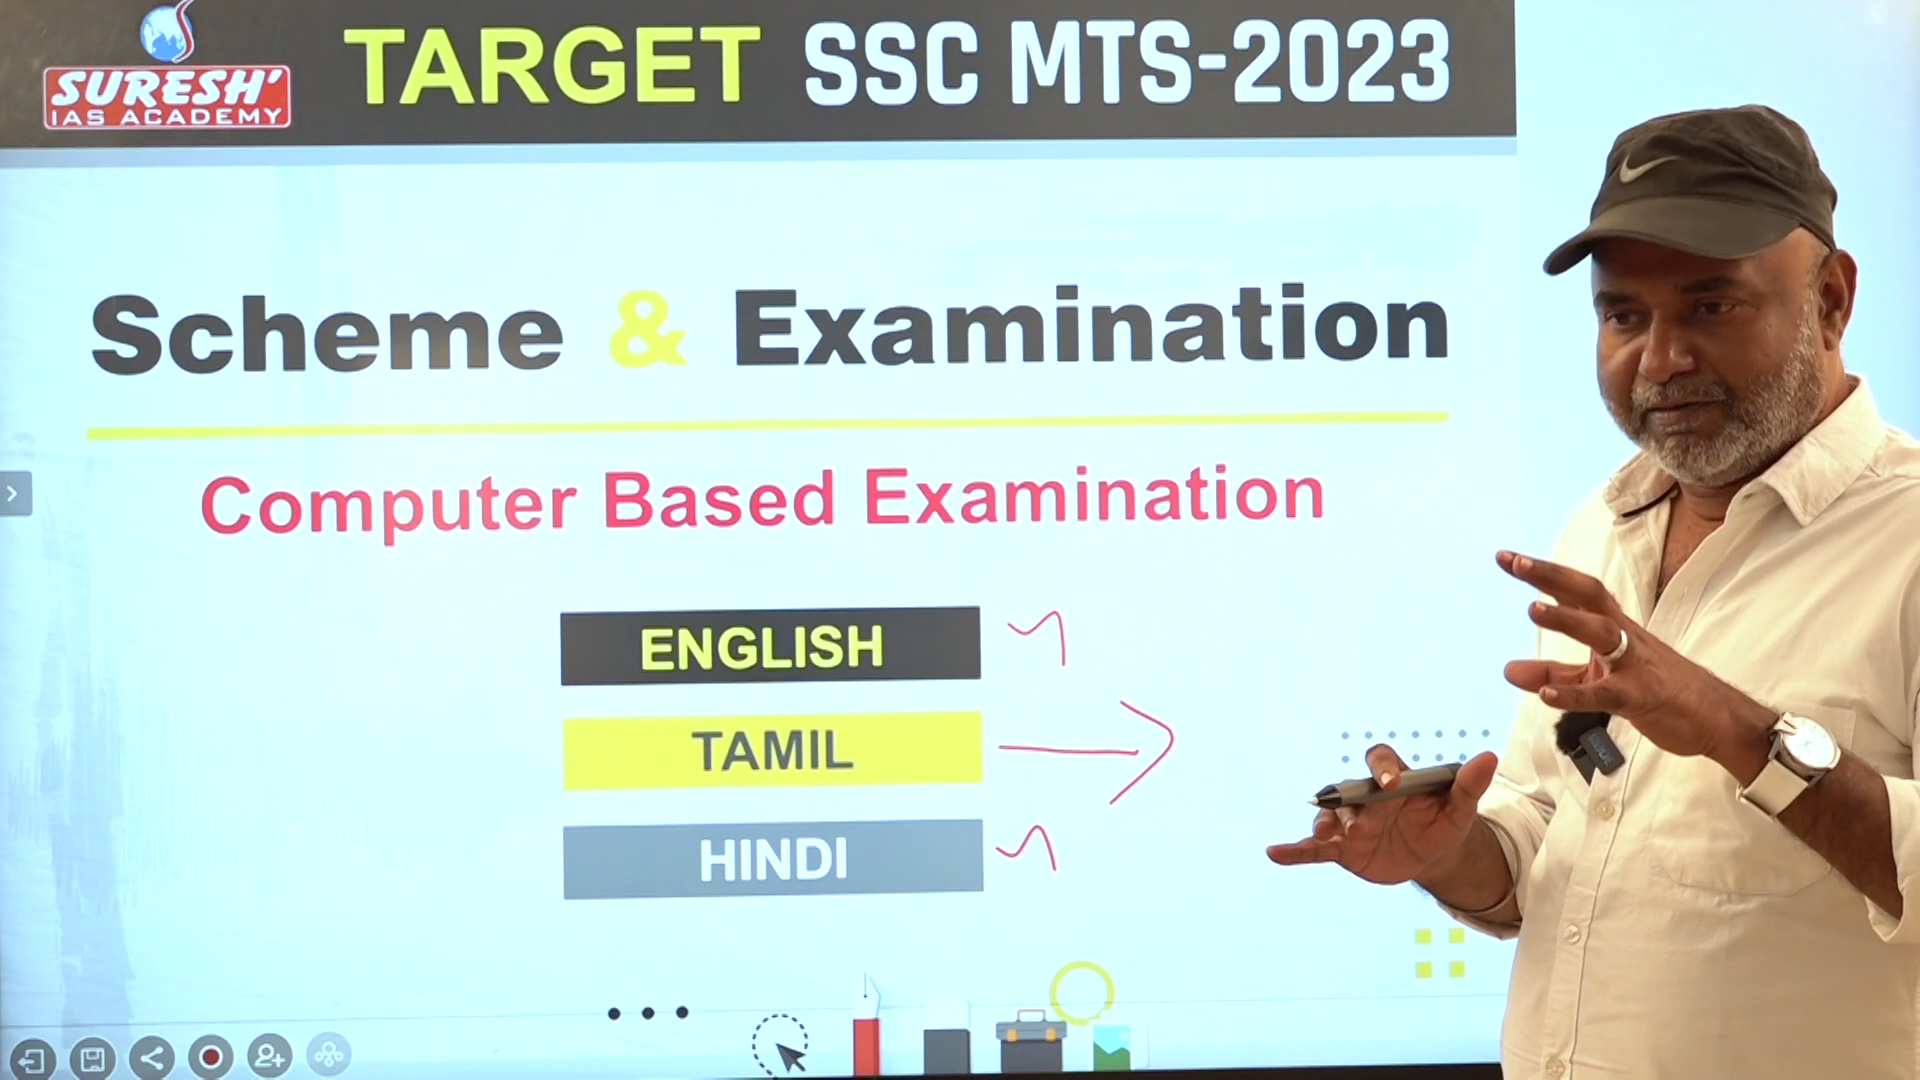 SURESH'
IAS ACADEMY
TARGET SSC MTS-2023
Scheme & Examination
Computer Based Examination
ENGLISH
TAMIL
HINDI